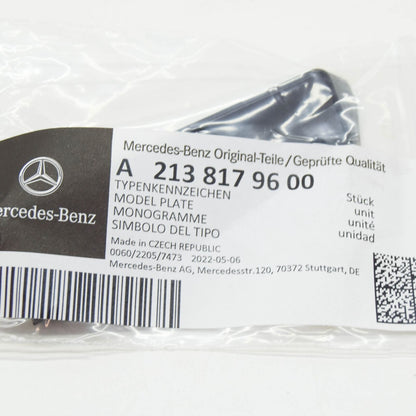 Mercedes-Benz Original-Teile/Geprüfte Qualität
A 213 817 96 00
TYPENKENNZEICHEN
MODEL PLATE
MONOGRAMME
SIMBOLO DEL TIPO
Stück
unit
unité
unidad
ercedes-Benz
Made in CZECH REPUBLIC
0060/2205/7473 2022-05-06
Mercedes-Benz AG, Mercedesstr.120, 70372 Stuttgart, DE